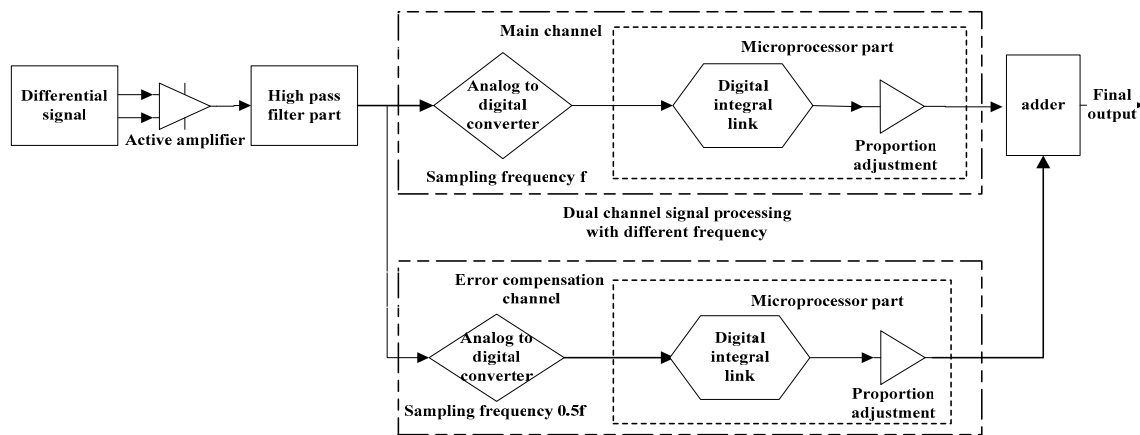 Differential
signal
Active amplifier
High pass
filter part
Main channel
Analog to
digital
converter
Sampling frequency f
Microprocessor part
Digital
integral
link
Proportion
adjustment
adder
Final
output
Dual channel signal processing
with different frequency
Error compensation
channel
Analog to
digital
converter
Sampling frequency 0.5f
Microprocessor part
Digital
integral
link
Proportion
adjustment